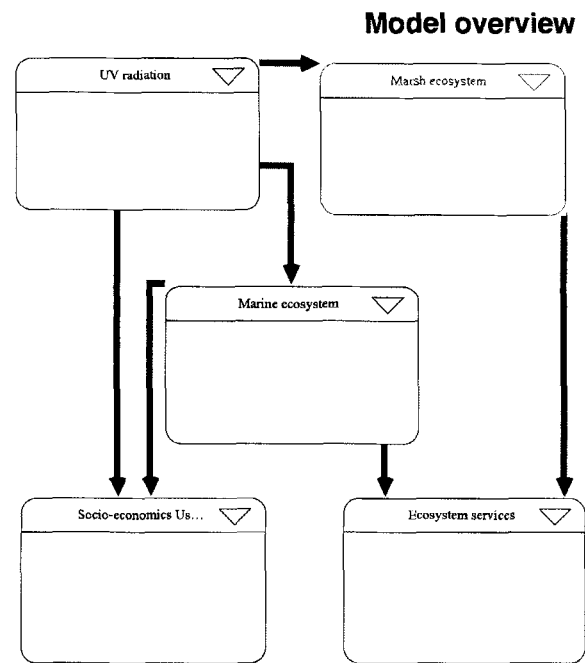 Model overview
UV radiation
Marsh ecosystem
Marine ecosystem
Socio-economics Us...
Ecosystem services